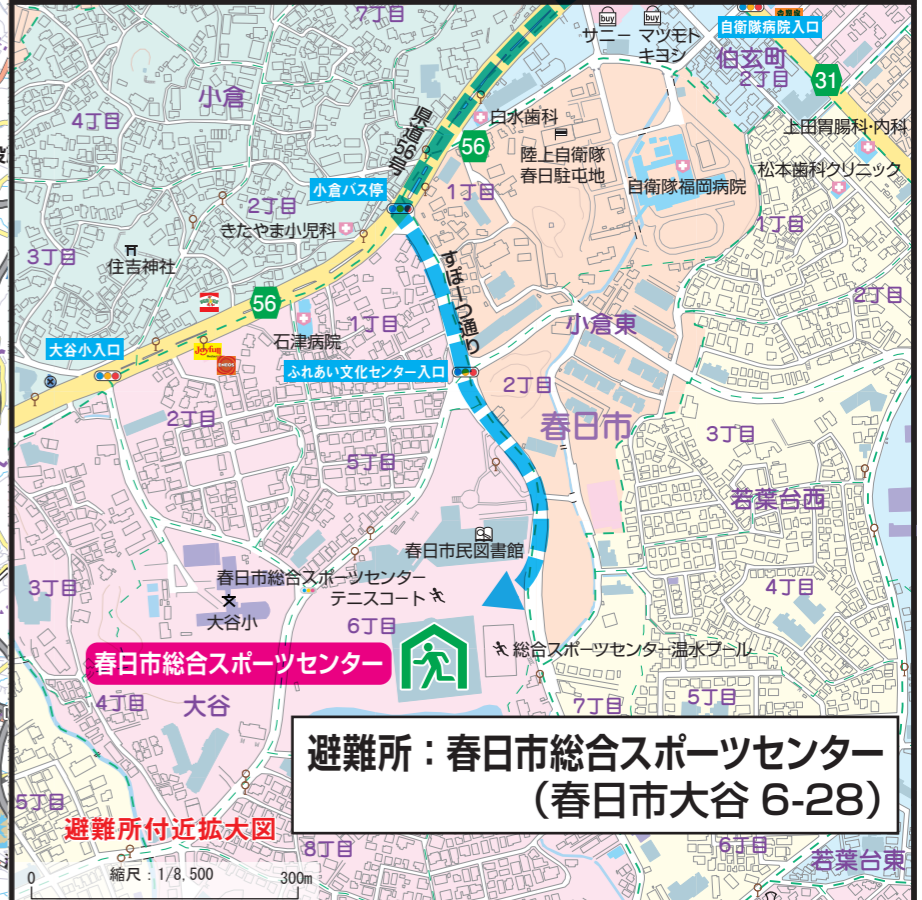 7丁目
サニー
マツモト
キヨシ
自衛隊病院入口
伯玄町
2丁目
31
小倉
4丁目
県道56号
白水歯科
56
陸上自衛隊
春日駐屯地
上田胃腸科・内科
松本歯科クリニック
自衛隊福岡病院
小倉バス停
1丁目
2丁目
きたやま小児科
1丁目
3丁目
住吉神社
すぽーつ通り
2丁目
56
1丁目
小倉東
石津病院
大谷小入口
Joyfull
ENEOS
ふれあい文化センター入口
2丁目
2丁目
春日市
3丁目
5丁目
若葉台西
春日市民図書館
3丁目
春日市総合スポーツセンター
テニスコート
4丁目
大谷小
6丁目
総合スポーツセンター温水プール
春日市総合スポーツセンター
4丁目
大谷
7丁目
5丁目
避難所:春日市総合スポーツセンター
(春日市大谷 6-28)
5丁目
避難所付近拡大図
8丁目
6丁目
若葉台東
縮尺:1/8,500
0
300m
buy
buy